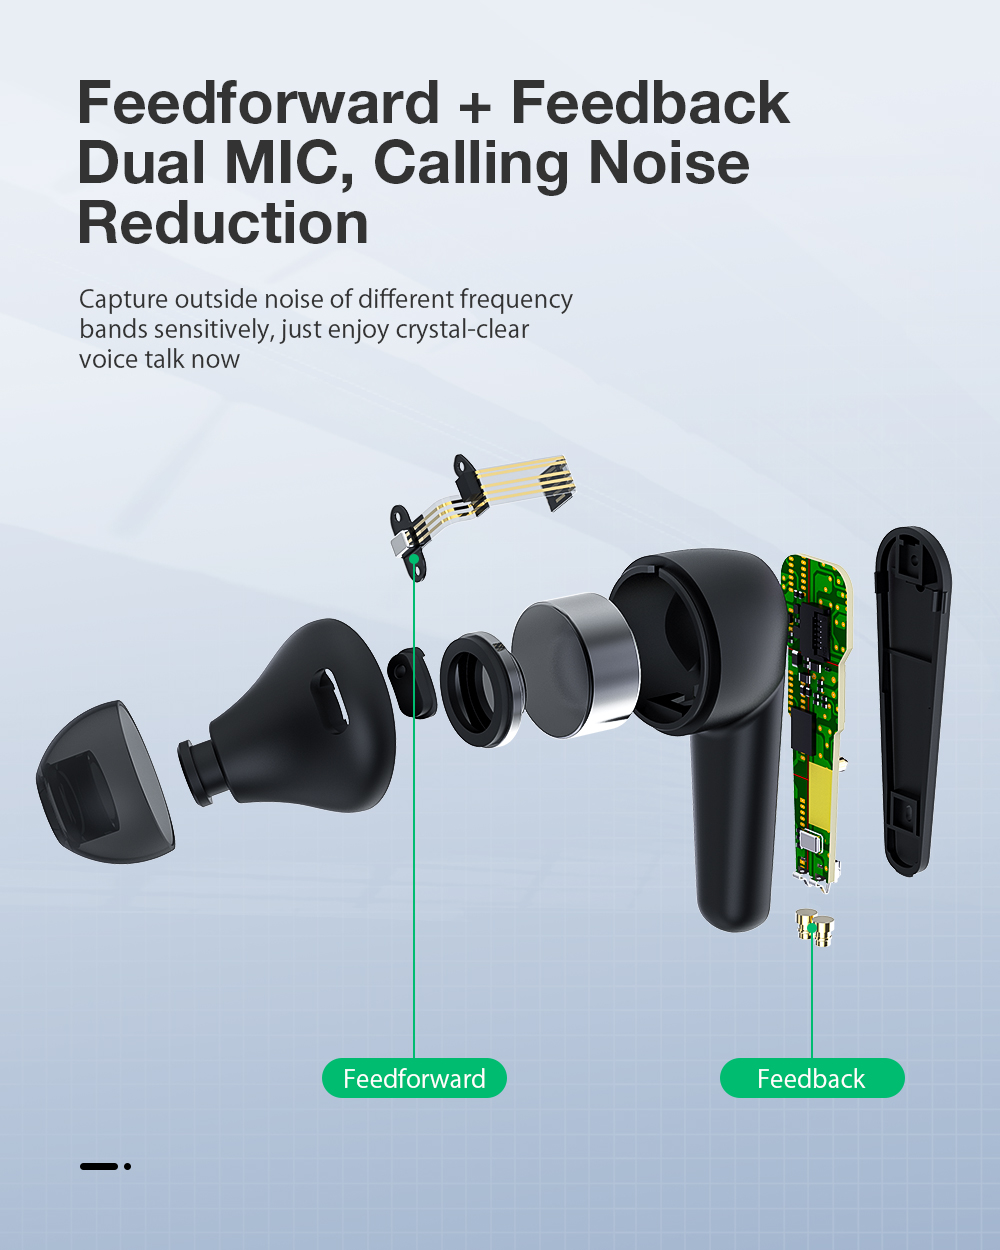 Feedforward + Feedback
Dual MIC, Calling Noise
Reduction
Capture outside noise of different frequency
bands sensitively, just enjoy crystal-clear
voice talk now
Feedforward
Feedback